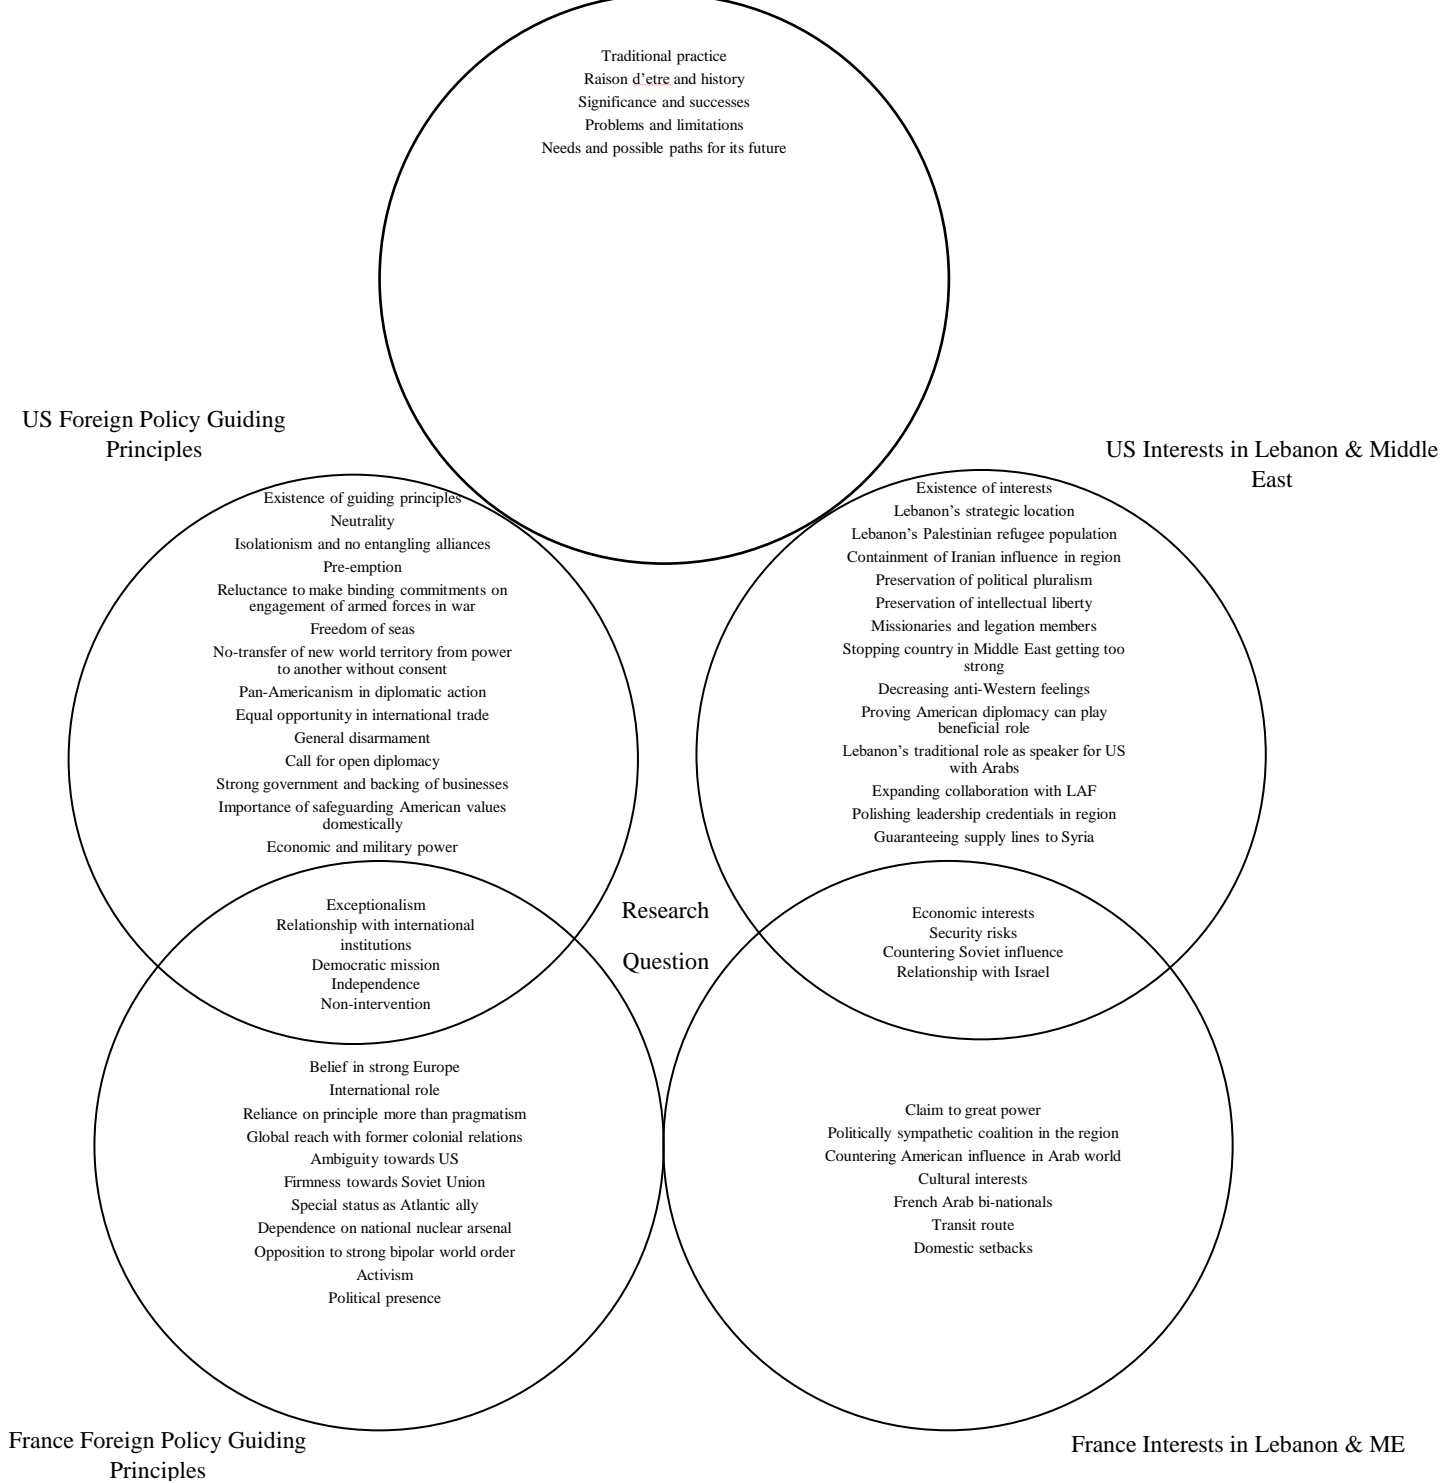 Traditional practice
Raison d’etre and history
Significance and successes
Problems and limitations
Needs and possible paths for its future
US Foreign Policy Guiding
Principles
US Interests in Lebanon & Middle
East
Existence of guiding principles
Neutrality
Isolationism and no entangling alliances
Pre-emption
Reluctance to make binding commitments on
engagement of armed forces in war
Freedom of seas
No-transfer of new world territory from power
to another without consent
Pan-Americanism in diplomatic action
Equal opportunity in international trade
General disarmament
Call for open diplomacy
Strong government and backing of businesses
Importance of safeguarding American values
domestically
Economic and military power
Existence of interests
Lebanon’s strategic location
Lebanon’s Palestinian refugee population
Containment of Iranian influence in region
Preservation of political pluralism
Preservation of intellectual liberty
Missionaries and legation members
Stopping country in Middle East getting too
strong
Decreasing anti-Western feelings
Proving American diplomacy can play
beneficial role
Lebanon’s traditional role as speaker for US
with Arabs
Expanding collaboration with LAF
Polishing leadership credentials in region
Guaranteeing supply lines to Syria
Exceptionalism
Relationship with international
institutions
Democratic mission
Independence
Non-intervention
Research
Question
Economic interests
Security risks
Countering Soviet influence
Relationship with Israel
Belief in strong Europe
International role
Reliance on principle more than pragmatism
Global reach with former colonial relations
Ambiguity towards US
Firmness towards Soviet Union
Special status as Atlantic ally
Dependence on national nuclear arsenal
Opposition to strong bipolar world order
Activism
Political presence
Claim to great power
Politically sympathetic coalition in the region
Countering American influence in Arab world
Cultural interests
French Arab bi-nationals
Transit route
Domestic setbacks
France Foreign Policy Guiding
Principles
France Interests in Lebanon & ME